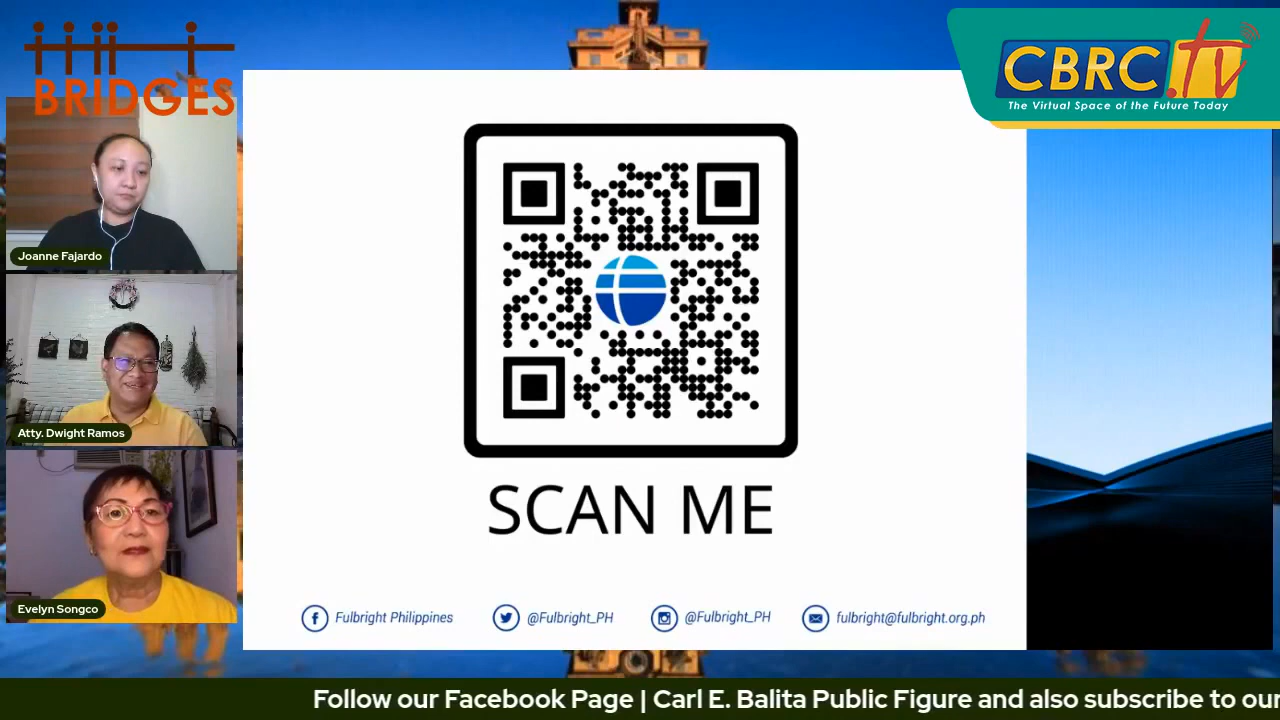 BRIDGES
CBRC.tv
The Virtual Space of the Future Today
Joanne Fajardo
Atty. Dwight Ramos
Evelyn Songco
SCAN ME
Fulbright Philippines
@Fulbright_PH
@Fulbright_PH
fulbright@fulbright.org.ph
Follow our Facebook Page | Carl E. Balita Public Figure and also subscribe to our